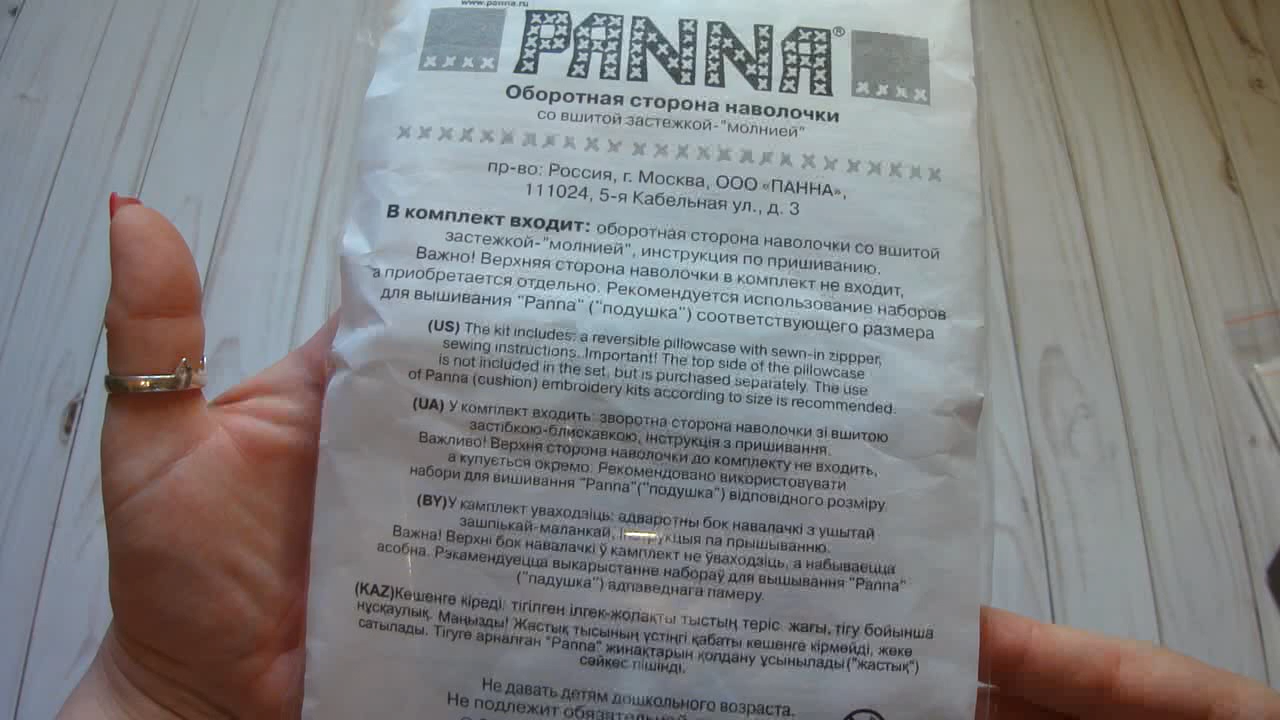 www.panna.ru
PANNA®
Оборотная сторона наволочки
со вшитой застежкой-"молнией"
пр-во: Россия, г. Москва, ООО «ПАННА»,
111024, 5-я Кабельная ул., д. 3
В комплект входит: оборотная сторона наволочки со вшитой
застежкой-"молнией", инструкция по пришиванию.
Важно! Верхняя сторона наволочки в комплект не входит,
а приобретается отдельно. Рекомендуется использование наборов
для вышивания "Panna" ("подушка") соответствующего размера
(US) The kit includes: a reversible pillowcase with sewn-in zippper,
sewing instructions. Important! The top side of the pillowcase
is not included in the set, but is purchased separately. The use
of Panna (cushion) embroidery kits according to size is recommended.
(UA) У комплект входить: зворотна сторона наволочки зі вшитою
застібкою-блискавкою, інструкція з пришивання.
Важливо! Верхня сторона наволочки до комплекту не входить,
а купується окремо. Рекомендовано використовувати
набори для вишивання "Panna"("подушка") відповідного розміру
(BY)У камплект уваходзіць: адваротны бок навалачкі з ушытай
зашпількай-маланкай, інструкцыя па прышыванню.
Важна! Верхні бок навалачкі ў камплект не ўваходзіць, а набываецца
асобна. Рэкамендуецца выкарыстанне набораў для вышывання "Panna"
("падушка") адпаведнага памеру.
(KAZ)Кешенге кіреді: тігілген ілгек-жолақты тыстың теріс жағы, тігу бойынша
нұсқаулық. Маңызды! Жастық тысының үстіңгі қабаты кешенге кірмейді, жеке
сатылады. Тігуге арналған "Panna" жинақтарын қолдану ұсынылады("жастық")
сәйкес пішінді.
Не давать детям дошкольного возраста.
Не подлежит обязательной